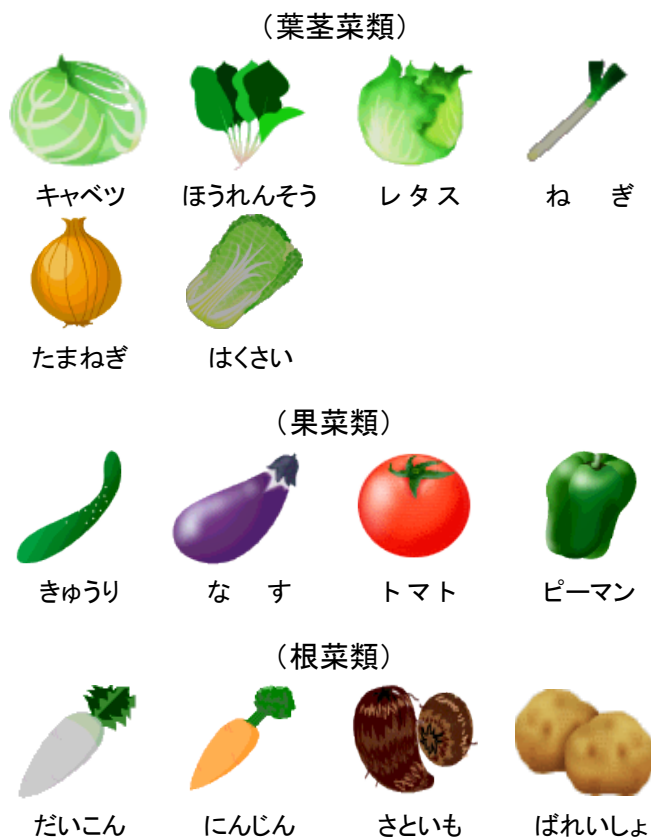 （葉茎菜類）
キャベツ ほうれんそう レタス ねぎ
たまねぎ はくさい
（果菜類）
きゅうり なす トマト ピーマン
（根菜類）
だいこん にんじん さといも ばれいしょ